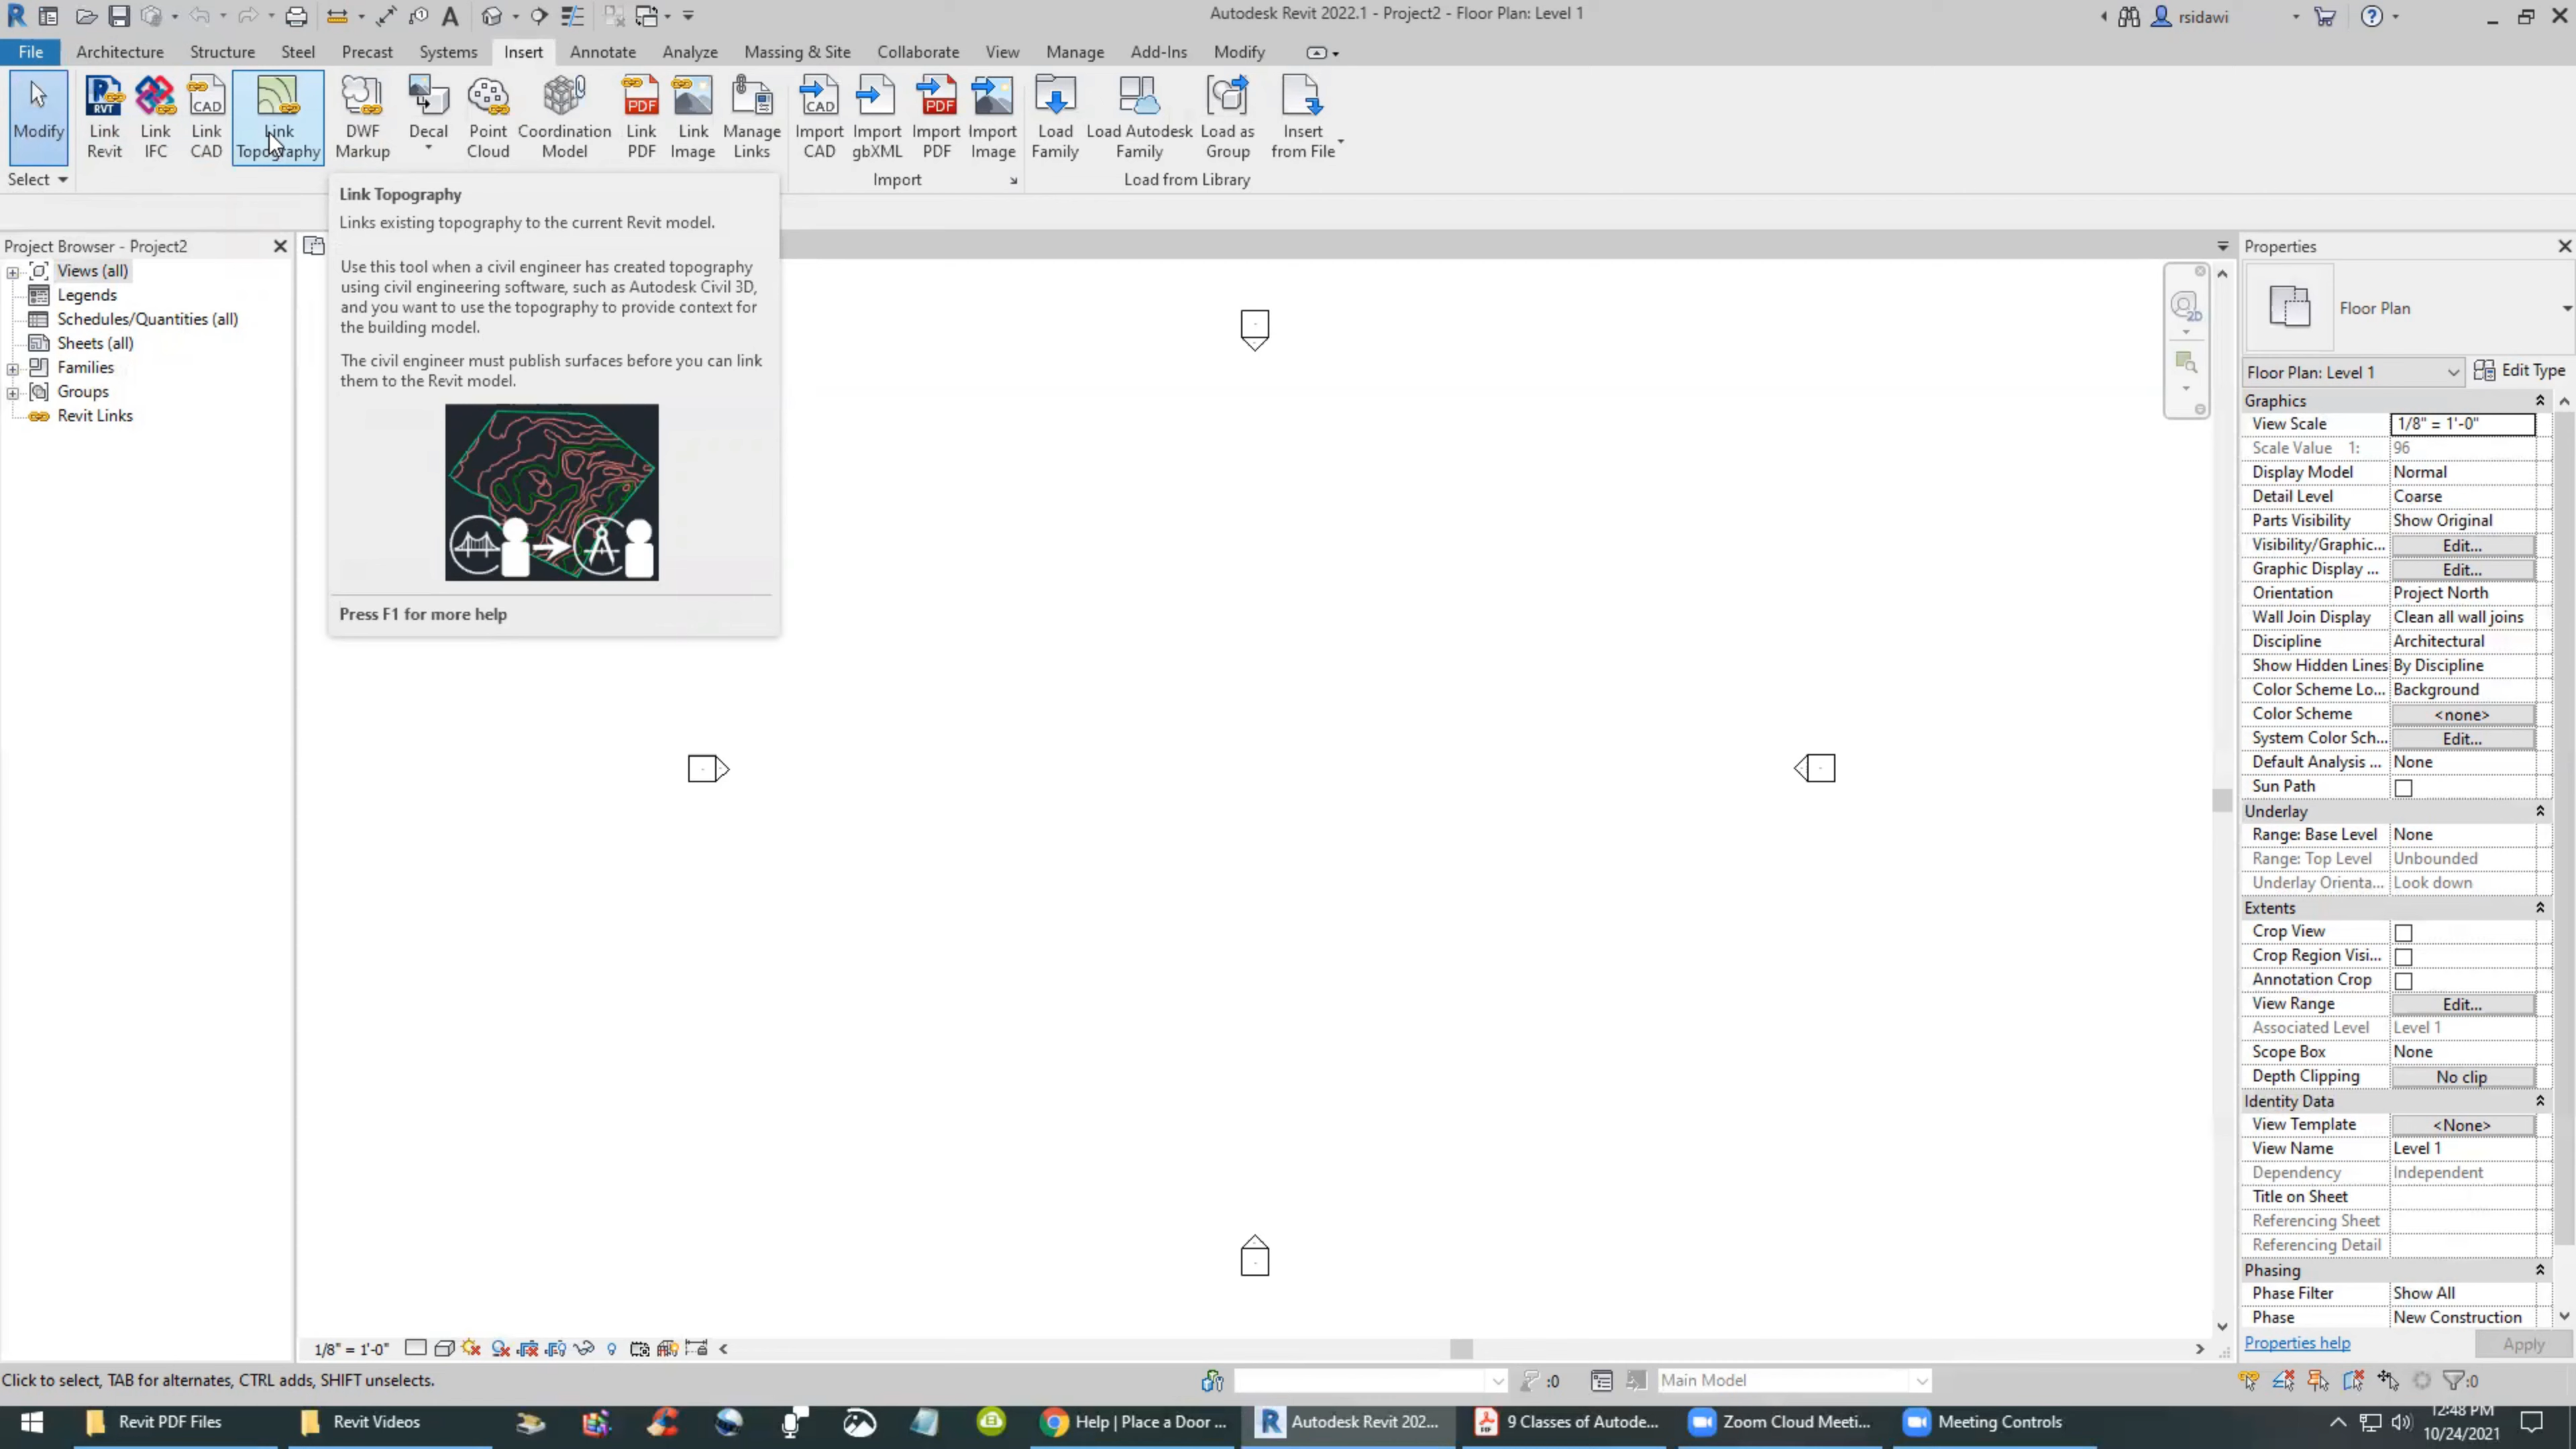 Autodesk Revit 2022.1 - Project2 - Floor Plan: Level 1
rsidawi
File Architecture Structure Steel Precast Systems Insert Annotate Analyze Massing & Site Collaborate View Manage Add-Ins Modify
Modify
Link Revit
Link IFC
Link CAD
Link Topography
DWF Markup
Decal
Point Cloud
Coordination Model
Link PDF
Link Image
Manage Links
Import CAD
Import gbXML
Import PDF
Import Image
Load Family
Load Autodesk Family
Load as Group
Insert from File
Select
Import
Load from Library
Link Topography
Links existing topography to the current Revit model.
Use this tool when a civil engineer has created topography
using civil engineering software, such as Autodesk Civil 3D,
and you want to use the topography to provide context for
the building model.
The civil engineer must publish surfaces before you can link
them to the Revit model.
Press F1 for more help
Project Browser - Project2
Views (all)
Legends
Schedules/Quantities (all)
Sheets (all)
Families
Groups
Revit Links
2D
Properties
Floor Plan
Floor Plan: Level 1 Edit Type
Graphics
View Scale 1/8" = 1'-0"
Scale Value 1: 96
Display Model Normal
Detail Level Coarse
Parts Visibility Show Original
Visibility/Graphic... Edit...
Graphic Display ... Edit...
Orientation Project North
Wall Join Display Clean all wall joins
Discipline Architectural
Show Hidden Lines By Discipline
Color Scheme Lo... Background
Color Scheme <none>
System Color Sch... Edit...
Default Analysis ... None
Sun Path
Underlay
Range: Base Level None
Range: Top Level Unbounded
Underlay Orienta... Look down
Extents
Crop View
Crop Region Visi...
Annotation Crop
View Range Edit...
Associated Level Level 1
Scope Box None
Depth Clipping No clip
Identity Data
View Template <None>
View Name Level 1
Dependency Independent
Title on Sheet
Referencing Sheet
Referencing Detail
Phasing
Phase Filter Show All
Phase New Construction
Properties help Apply
1/8" = 1'-0"
Click to select, TAB for alternates, CTRL adds, SHIFT unselects.
:0
Main Model
:0
Revit PDF Files
Revit Videos
Help | Place a Door ...
Autodesk Revit 202...
9 Classes of Autode...
Zoom Cloud Meeti...
Meeting Controls
12:48 PM
10/24/2021